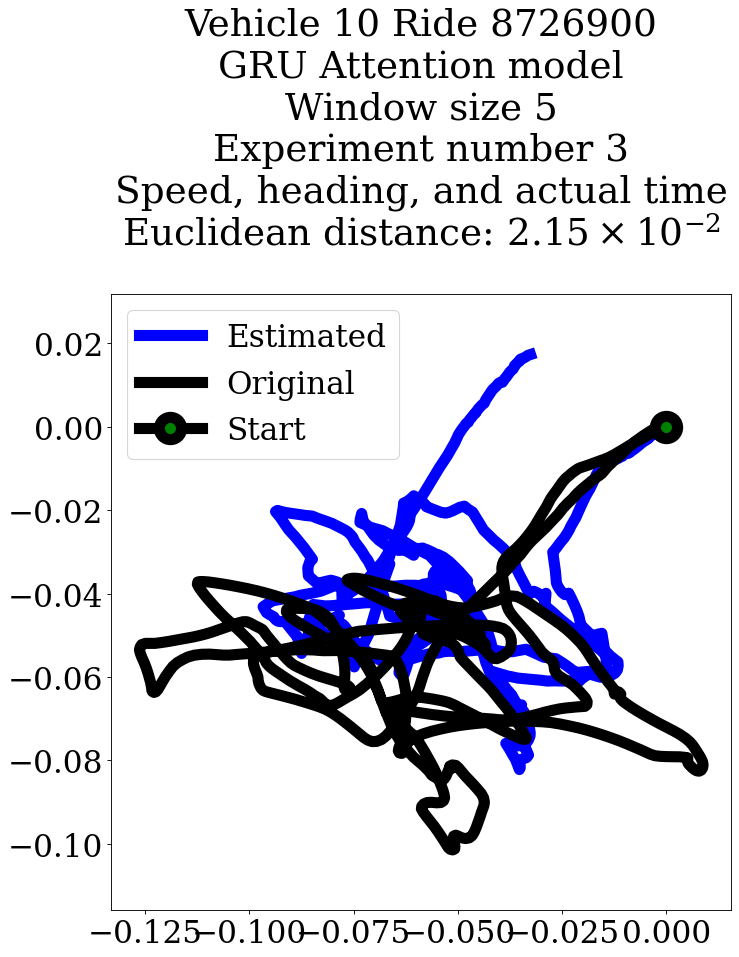 Vehicle 10 Ride 8726900
GRU Attention model
Window size 5
Experiment number 3
Speed, heading, and actual time
Euclidean distance: 2.15 × 10⁻²
Estimated
Original
Start
0.02
0.00
−0.02
−0.04
−0.06
−0.08
−0.10
−0.125 −0.100 −0.075 −0.050 −0.025 0.000